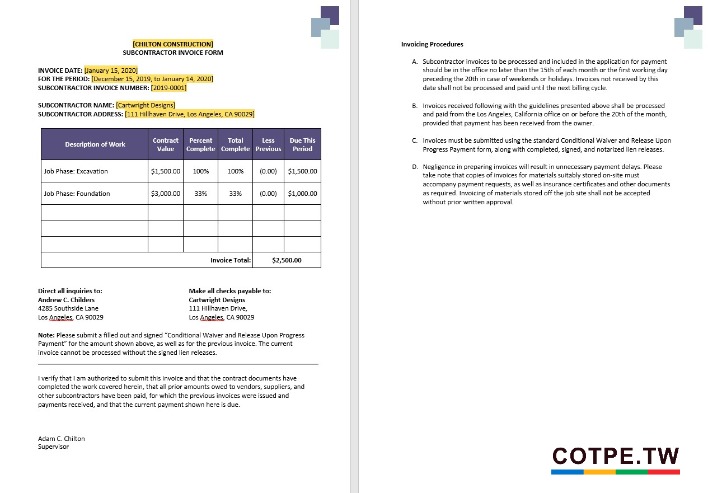 [CHILTON CONSTRUCTION]
SUBCONTRACTOR INVOICE FORM
INVOICE DATE: [January 15, 2020]
FOR THE PERIOD: [December 15, 2019, to January 14, 2020]
SUBCONTRACTOR INVOICE NUMBER: [2019-0001]
SUBCONTRACTOR NAME: [Cartwright Designs]
SUBCONTRACTOR ADDRESS: [111 Hillhaven Drive, Los Angeles, CA 90029]
Description of Work Contract Value Percent Complete Total Complete Less Previous Due This Period
Job Phase: Excavation $1,500.00 100% 100% (0.00) $1,500.00
Job Phase: Foundation $3,000.00 33% 33% (0.00) $1,000.00
Invoice Total: $2,500.00
Direct all inquiries to:
Andrew C. Childers
4285 Southside Lane
Los Angeles, CA 90029
Make all checks payable to:
Cartwright Designs
111 Hillhaven Drive,
Los Angeles, CA 90029
Note: Please submit a filled out and signed "Conditional Waiver and Release Upon Progress
Payment" for the amount shown above, as well as for the previous invoice. The current
invoice cannot be processed without the signed lien releases.
I verify that I am authorized to submit this invoice and that the contract documents have
completed the work covered herein, that all prior amounts owed to vendors, suppliers, and
other subcontractors have been paid, for which the previous invoices were issued and
payments received, and that the current payment shown here is due.
Adam C. Chilton
Supervisor
Invoicing Procedures
A. Subcontractor invoices to be processed and included in the application for payment
should be in the office no later than the 15th of each month or the first working day
preceding the 20th in case of weekends or holidays. Invoices not received by this
date shall not be processed and paid until the next billing cycle.
B. Invoices received following with the guidelines presented above shall be processed
and paid from the Los Angeles, California office on or before the 20th of the month,
provided that payment has been received from the owner.
C. Invoices must be submitted using the standard Conditional Waiver and Release Upon
Progress Payment form, along with completed, signed, and notarized lien releases.
D. Negligence in preparing invoices will result in unnecessary payment delays. Please
take note that copies of invoices for materials suitably stored on-site must
accompany payment requests, as well as insurance certificates and other documents
as required. Invoicing of materials stored off the job site shall not be accepted
without prior written approval.
COTPE.TW